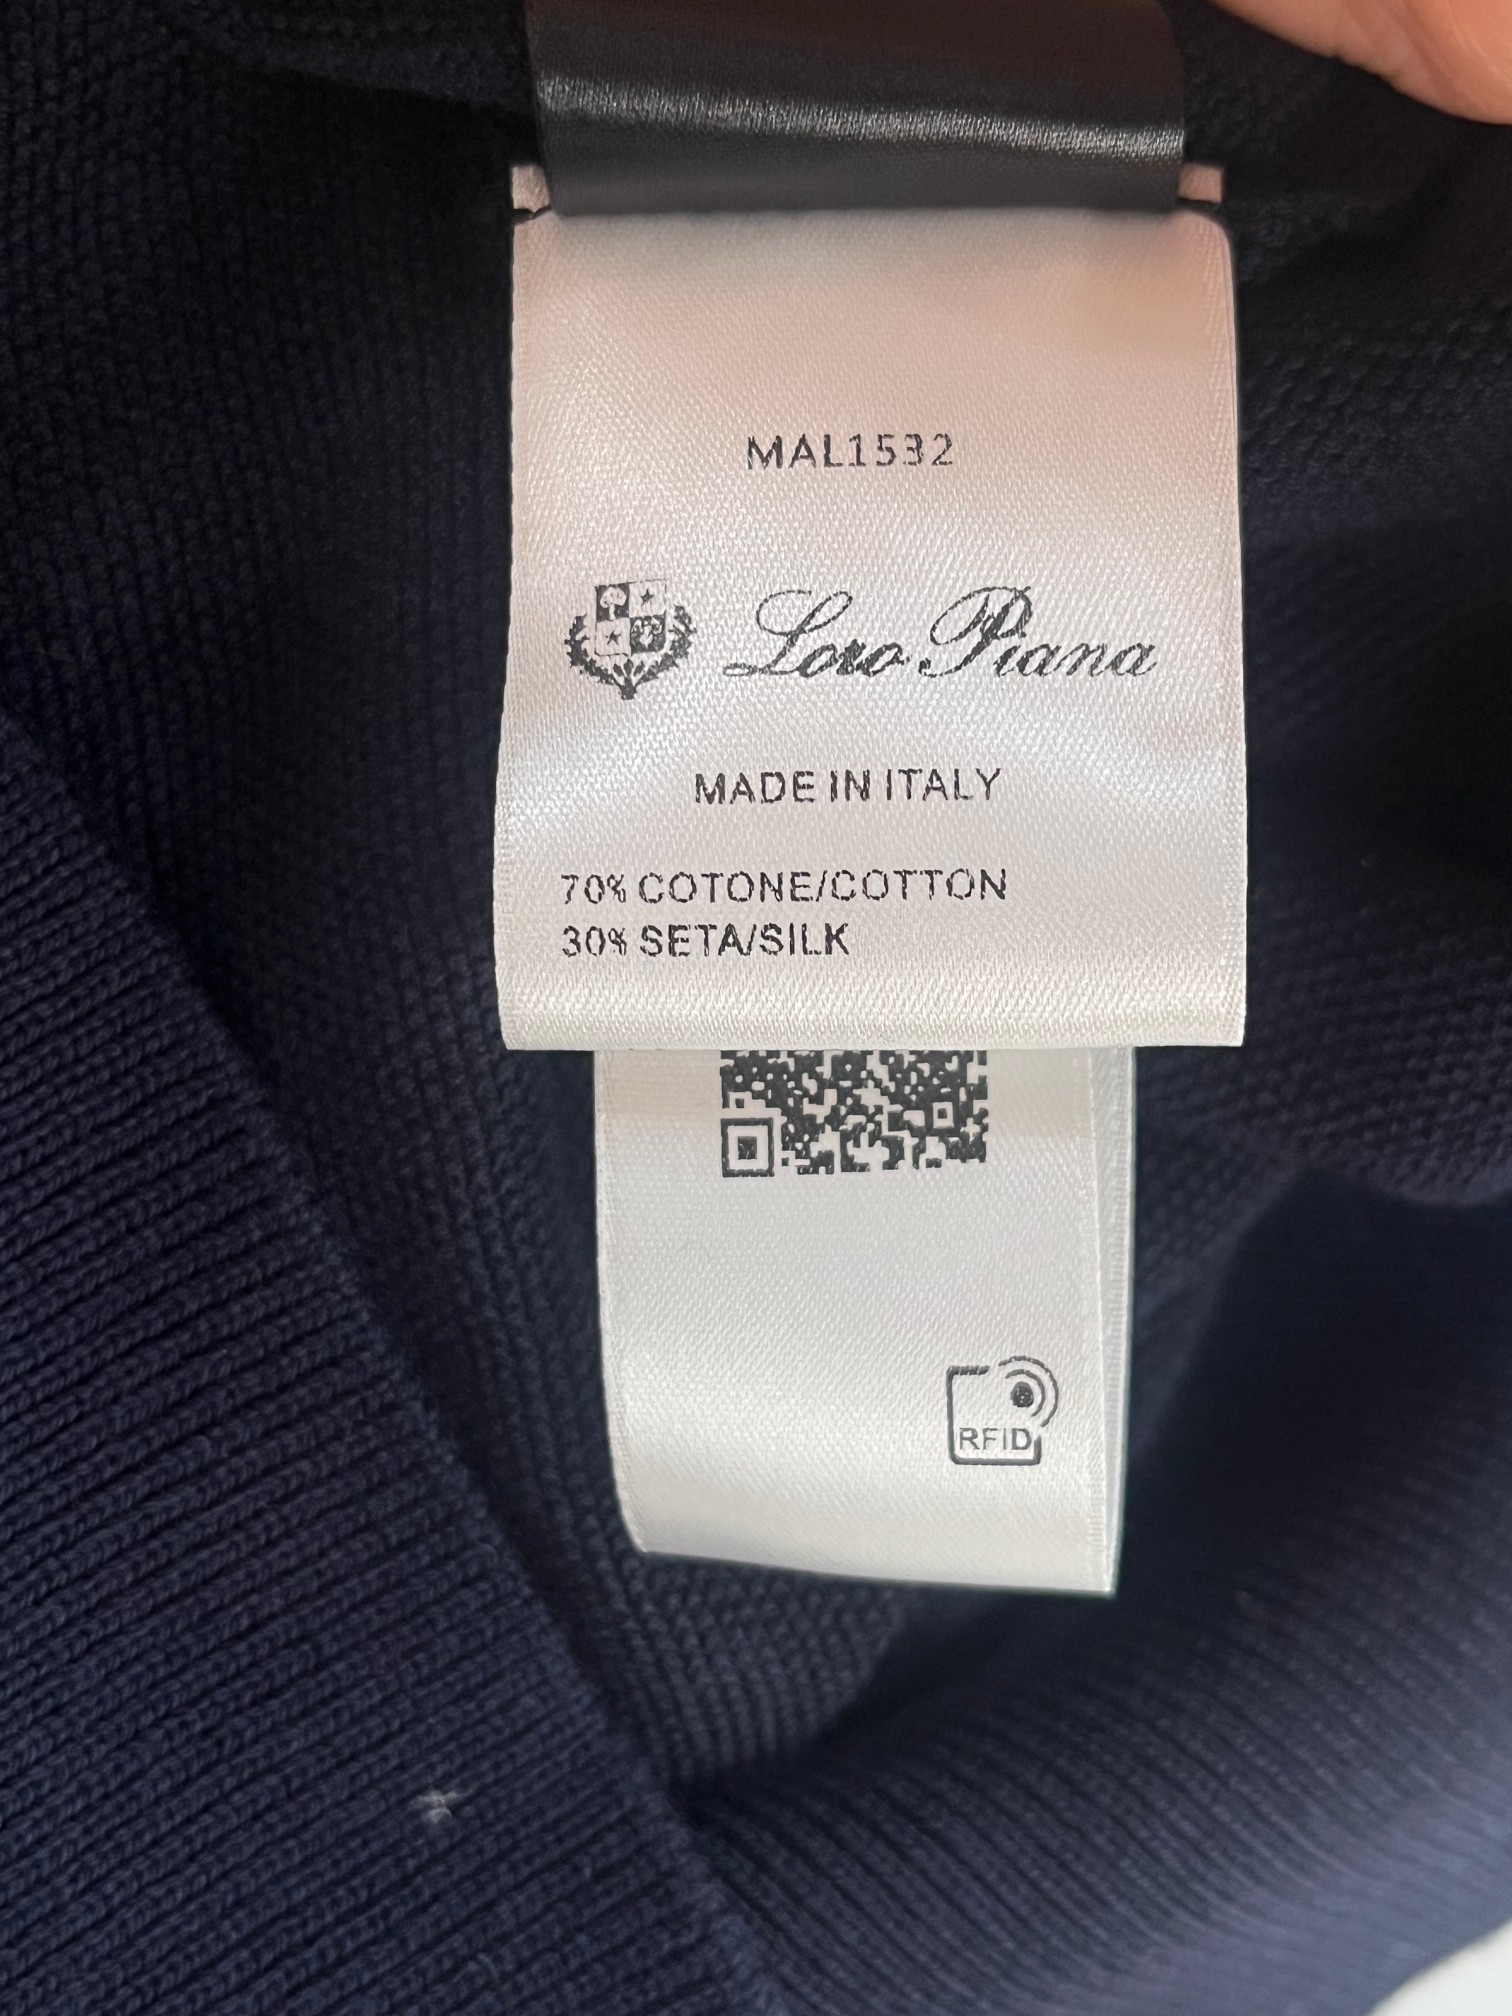 MAL1532
Loro Piana
MADE IN ITALY
70% COTONE/COTTON
30% SETA/SILK
RFID